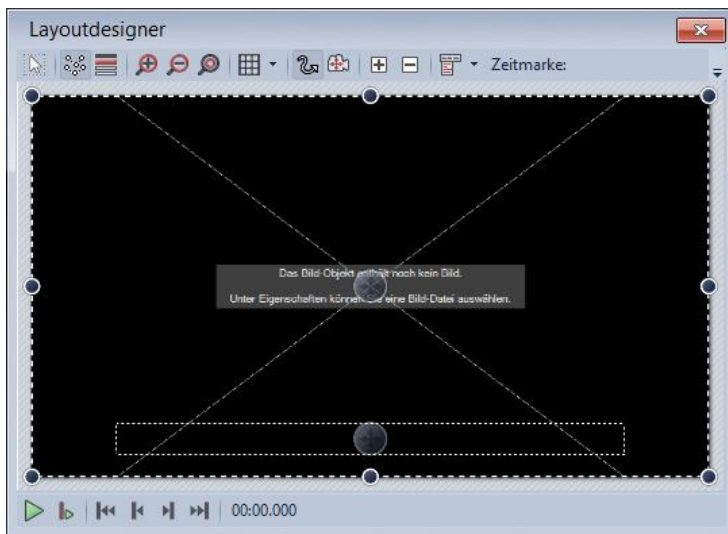 Layoutdesigner
Zeitmarke:
Das Bild-Objekt enthält noch kein Bild.
Unter Eigenschaften können Sie eine Bild-Datei auswählen.
00:00.000